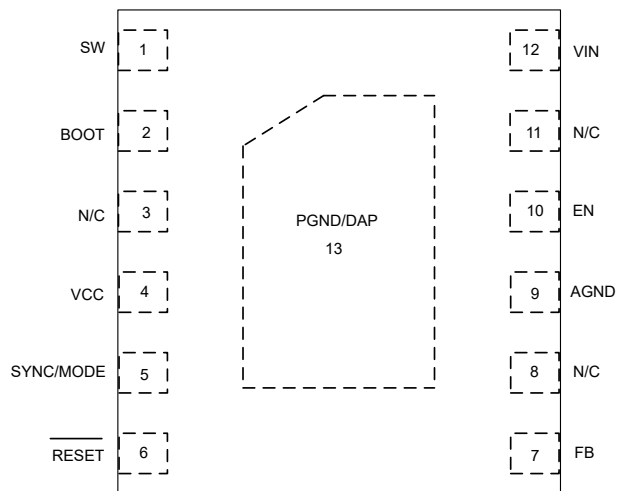 SW 1 12 VIN
BOOT 2 11 N/C
N/C 3 10 EN
PGND/DAP
13
VCC 4 9 AGND
SYNC/MODE 5 8 N/C
RESET 6 7 FB